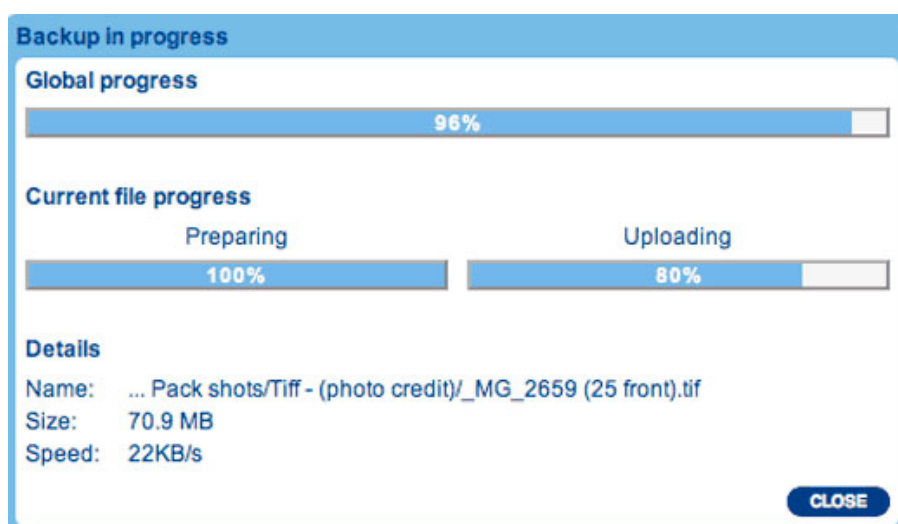 Backup in progress
Global progress
96%
Current file progress
Preparing Uploading
100% 80%
Details
Name: ... Pack shots/Tiff - (photo credit)/_MG_2659 (25 front).tif
Size: 70.9 MB
Speed: 22KB/s
CLOSE